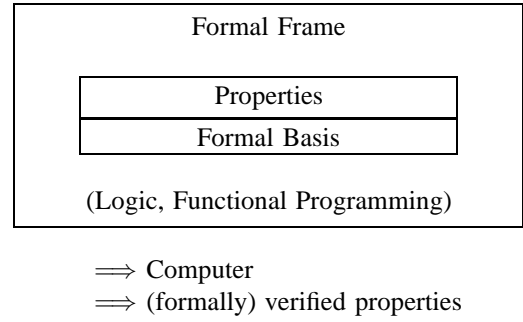 Formal Frame
Properties
Formal Basis
(Logic, Functional Programming)
⟹ Computer
⟹ (formally) verified properties